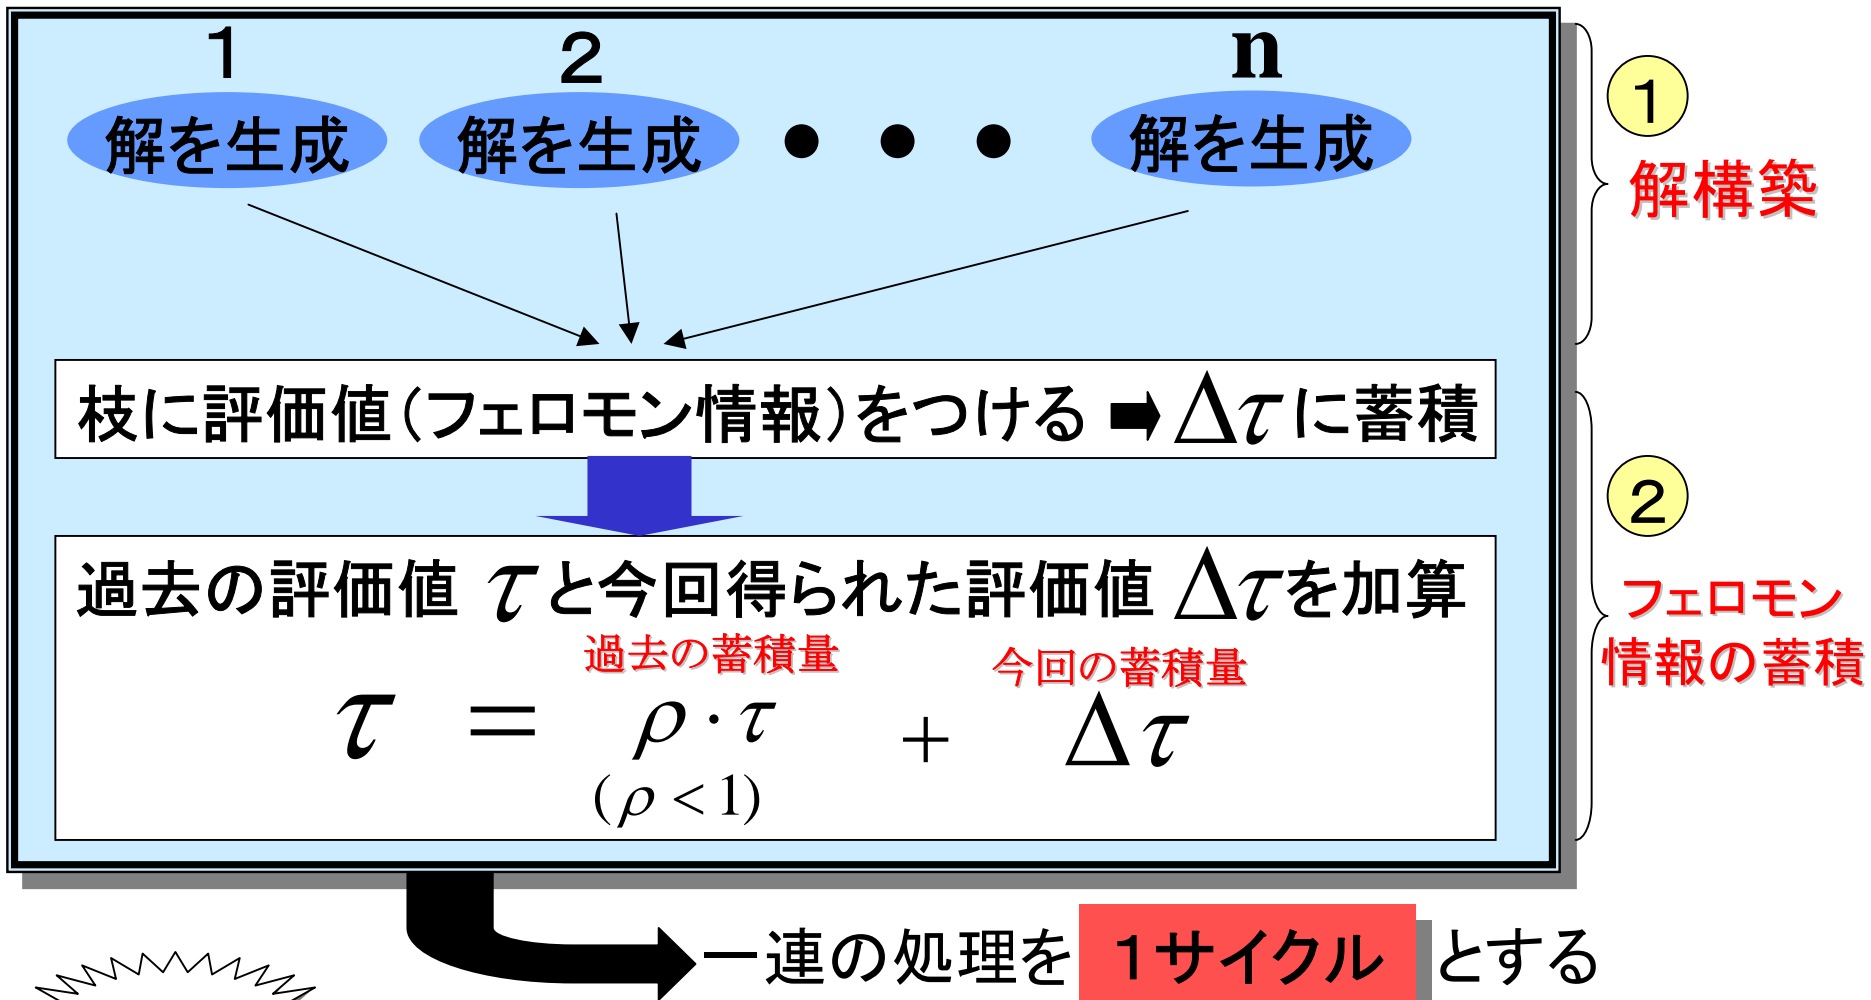 １ ２ n
解を生成 解を生成 ●●● 解を生成
１
解構築
枝に評価値（フェロモン情報）をつける ➡ Δτ に蓄積
２
フェロモン
情報の蓄積
過去の評価値 τ と今回得られた評価値 Δτ を加算
過去の蓄積量 今回の蓄積量
τ = ρ・τ + Δτ
(ρ < 1)
一連の処理を １サイクル とする